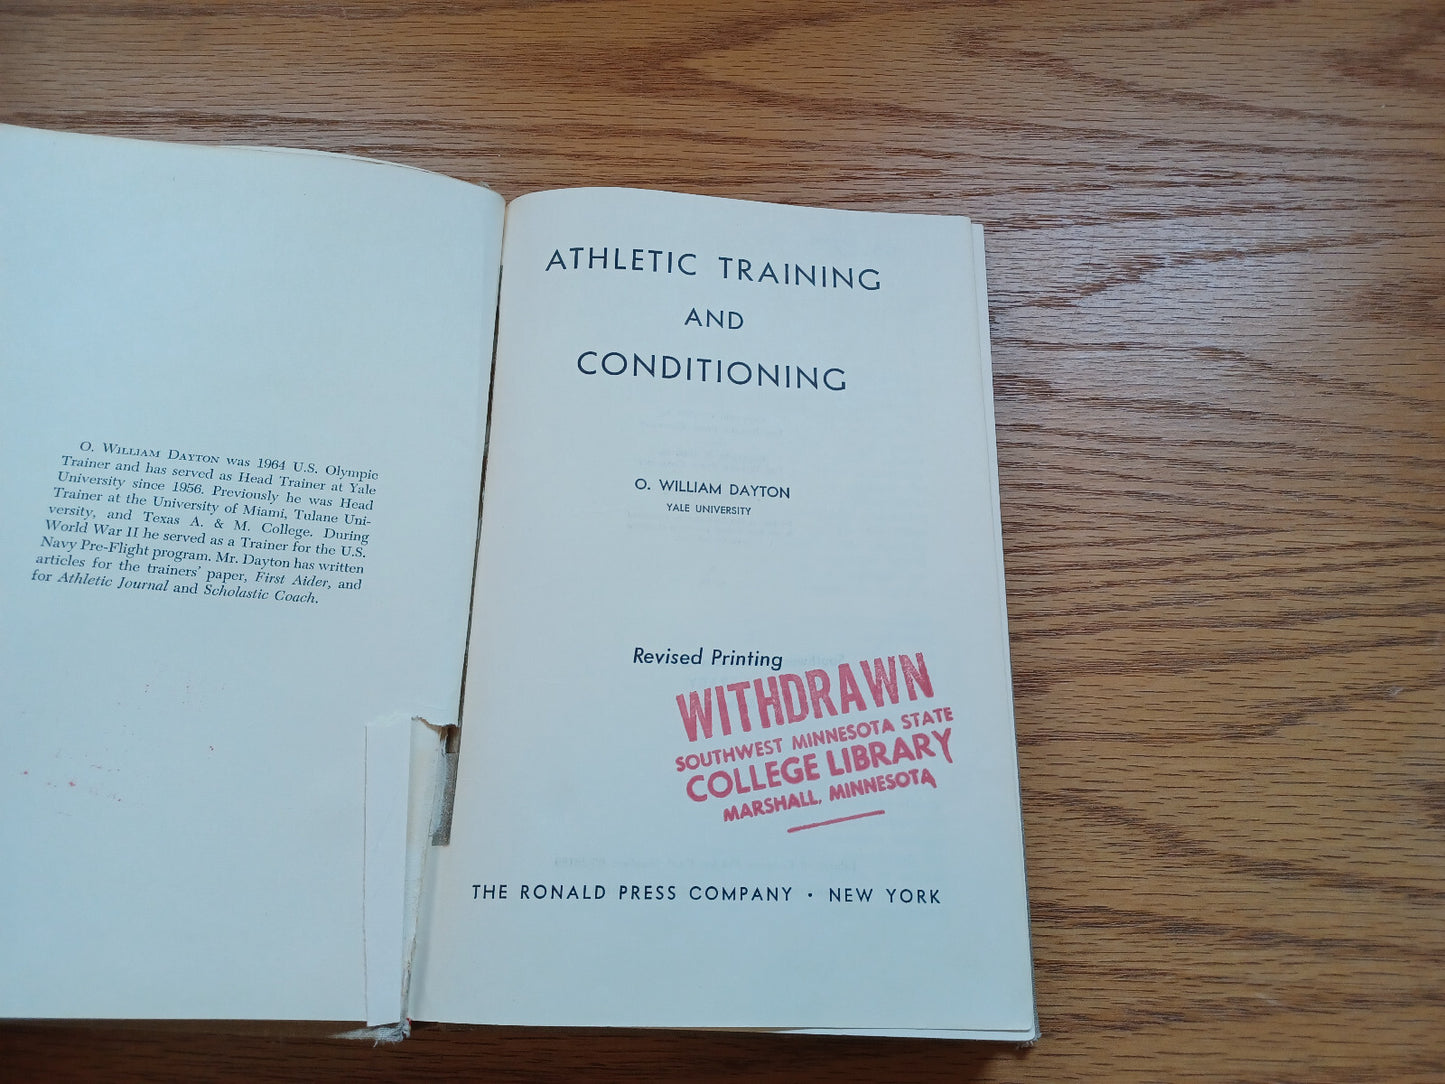 O. WILLIAM DAYTON was 1964 U.S. Olympic
Trainer and has served as Head Trainer at Yale
University since 1956. Previously he was Head
Trainer at the University of Miami, Tulane Uni-
versity, and Texas A. & M. College. During
World War II he served as a Trainer for the U.S.
Navy Pre-Flight program. Mr. Dayton has written
articles for the trainers' paper, First Aider, and
for Athletic Journal and Scholastic Coach.
ATHLETIC TRAINING
AND
CONDITIONING
O. WILLIAM DAYTON
YALE UNIVERSITY
Revised Printing
WITHDRAWN
SOUTHWEST MINNESOTA STATE
COLLEGE LIBRARY
MARSHALL, MINNESOTA
THE RONALD PRESS COMPANY · NEW YORK